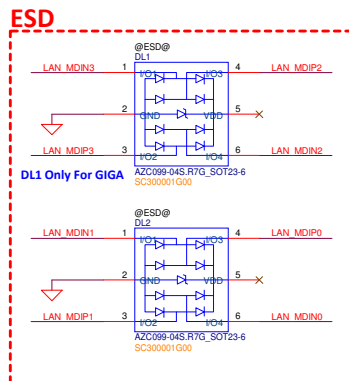 ESD
@ESD@
DL1
LAN_MDIN3 1 I/O1 I/O3 4 LAN_MDIP2
2 GND VDD 5
LAN_MDIP3 3 I/O2 I/O4 6 LAN_MDIN2
DL1 Only For GIGA
AZC099-04S.R7G_SOT23-6
SC300001G00
@ESD@
DL2
LAN_MDIN1 1 I/O1 I/O3 4 LAN_MDIP0
2 GND VDD 5
LAN_MDIP1 3 I/O2 I/O4 6 LAN_MDIN0
AZC099-04S.R7G_SOT23-6
SC300001G00